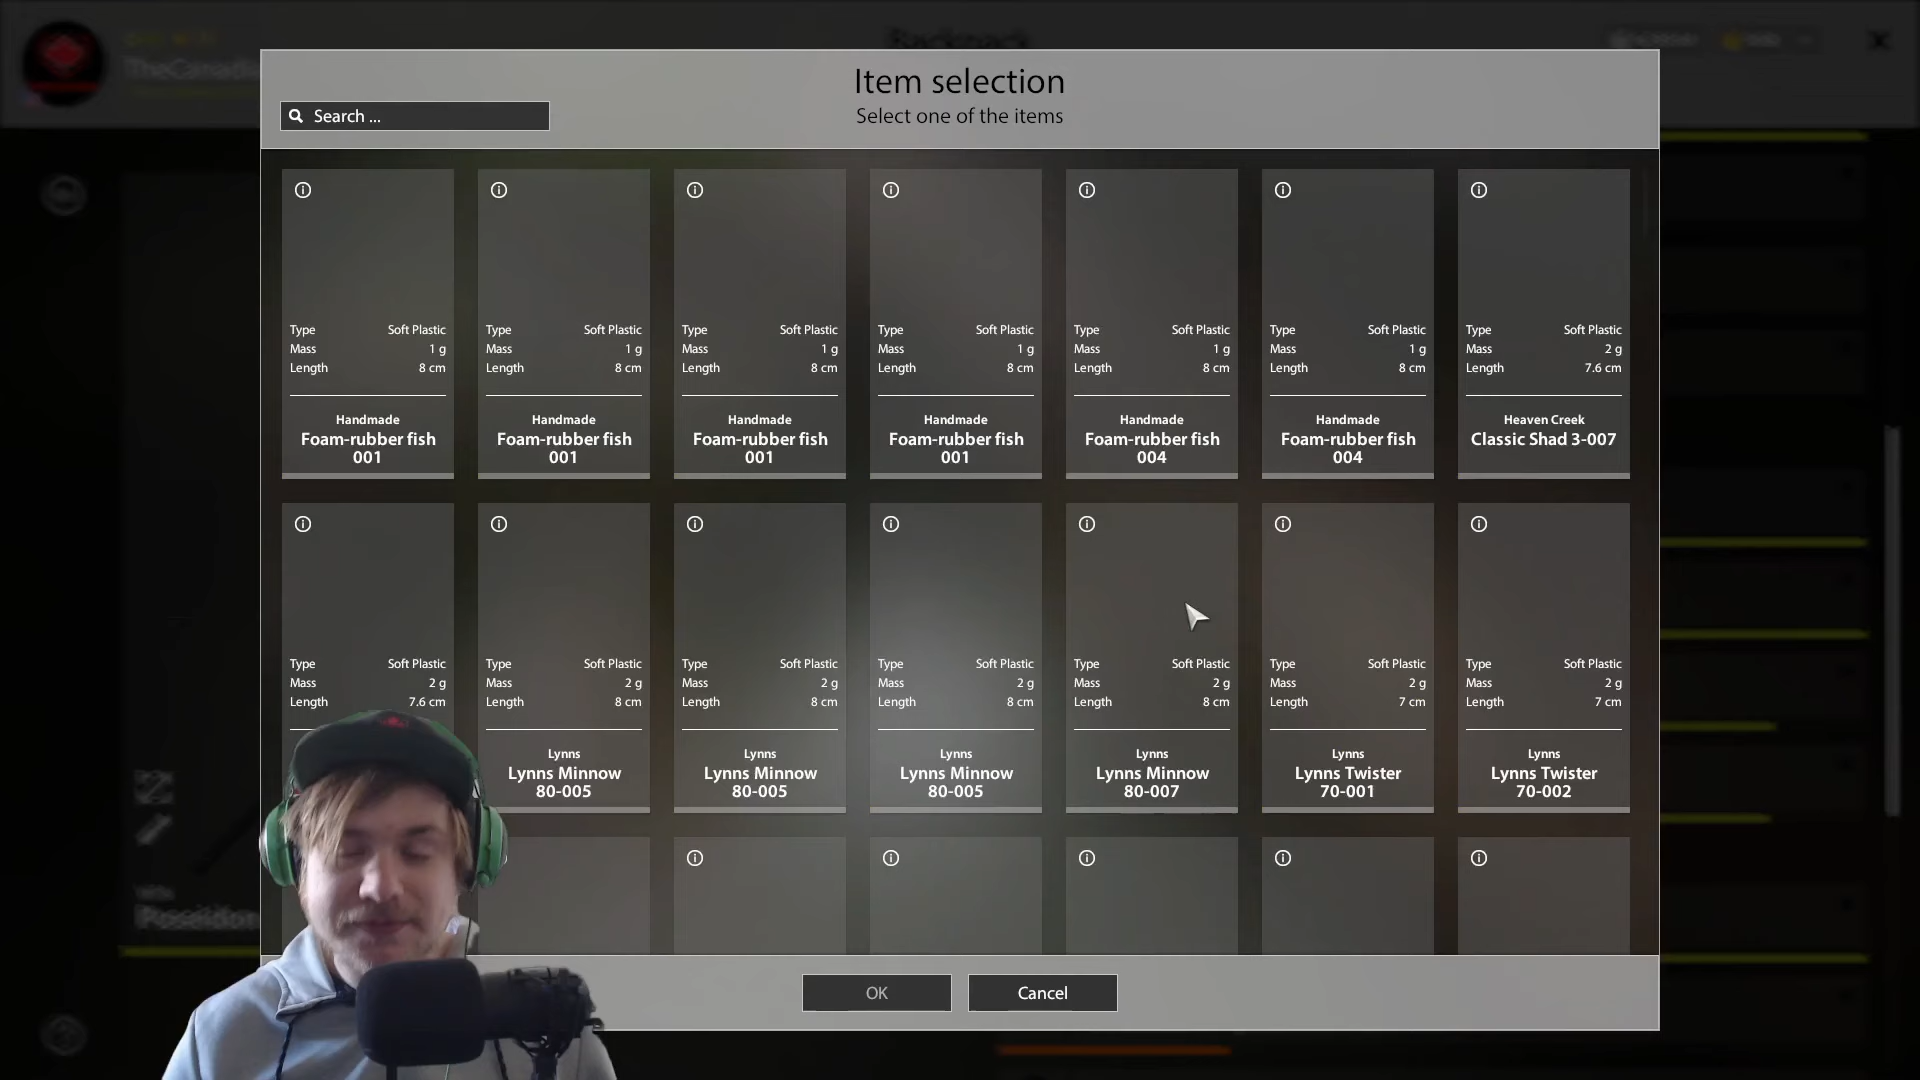 Backpack
TheCanadia
Item selection
Search ...
Select one of the items
Type Soft Plastic Type Soft Plastic Type Soft Plastic Type Soft Plastic Type Soft Plastic Type Soft Plastic Type Soft Plastic
Mass 1 g Mass 1 g Mass 1 g Mass 1 g Mass 1 g Mass 1 g Mass 2 g
Length 8 cm Length 8 cm Length 8 cm Length 8 cm Length 8 cm Length 8 cm Length 7.6 cm
Handmade Handmade Handmade Handmade Handmade Handmade Heaven Creek
Foam-rubber fish Foam-rubber fish Foam-rubber fish Foam-rubber fish Foam-rubber fish Foam-rubber fish Classic Shad 3-007
001 001 001 001 004 004
Type Soft Plastic Type Soft Plastic Type Soft Plastic Type Soft Plastic Type Soft Plastic Type Soft Plastic Type Soft Plastic
Mass 2 g Mass 2 g Mass 2 g Mass 2 g Mass 2 g Mass 2 g Mass 2 g
Length 7.6 cm Length 8 cm Length 8 cm Length 8 cm Length 8 cm Length 7 cm Length 7 cm
Lynns Lynns Lynns Lynns Lynns Lynns
Lynns Minnow Lynns Minnow Lynns Minnow Lynns Minnow Lynns Twister Lynns Twister
80-005 80-005 80-005 80-007 70-001 70-002
Poseidon
OK Cancel